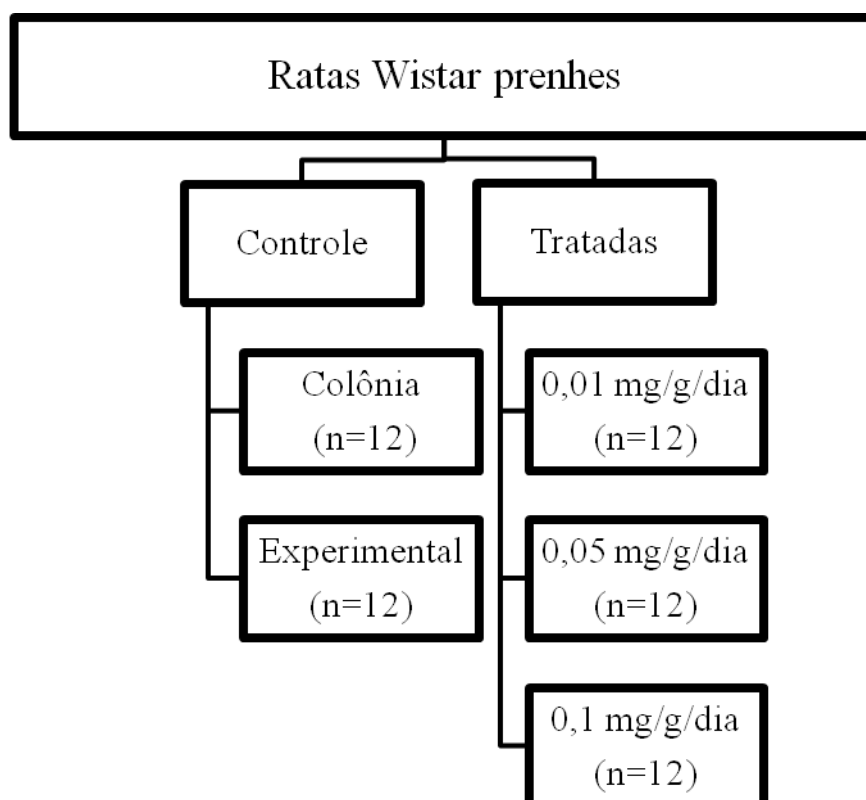 Ratas Wistar prenhes
Controle
Tratadas
Colônia
(n=12)
Experimental
(n=12)
0,01 mg/g/dia
(n=12)
0,05 mg/g/dia
(n=12)
0,1 mg/g/dia
(n=12)